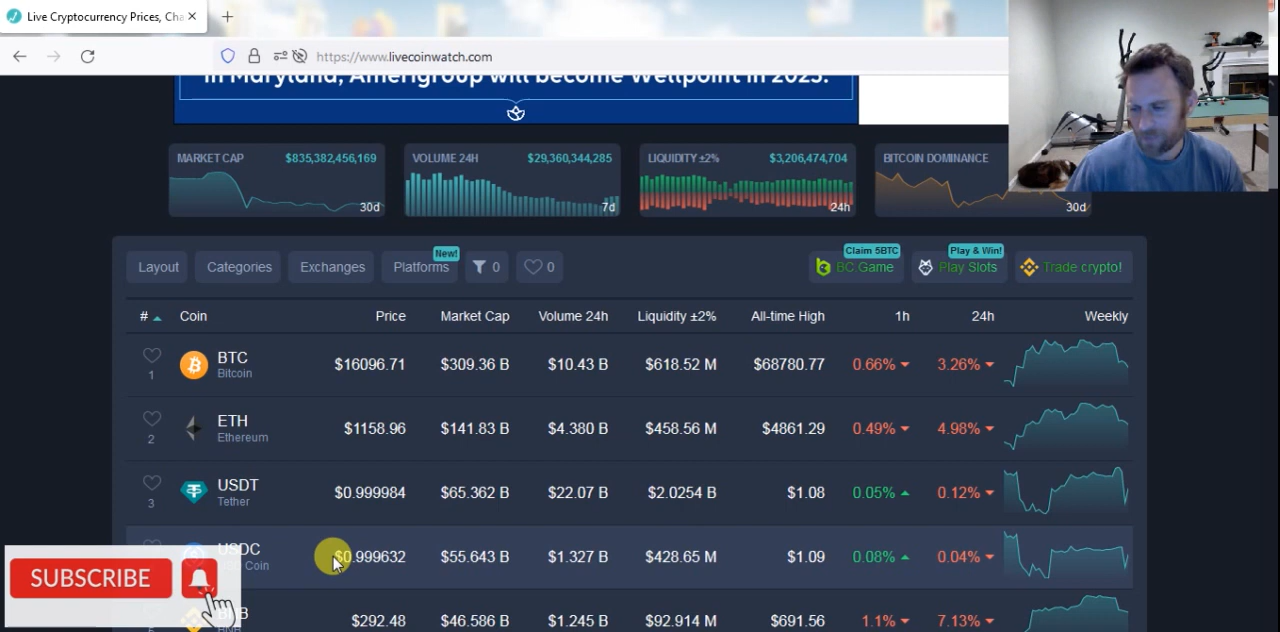 Live Cryptocurrency Prices, Cha
https://www.livecoinwatch.com
In Maryland, Amerigroup will become Wellpoint in 2023.
MARKET CAP $835,382,456,169
30d
VOLUME 24H $29,360,344,285
7d
LIQUIDITY ±2% $3,206,474,704
24h
BITCOIN DOMINANCE
30d
Layout
Categories
Exchanges
New!
Platforms
0
0
Claim 5BTC
BC.Game
Play & Win!
Play Slots
Trade crypto!
# Coin Price Market Cap Volume 24h Liquidity ±2% All-time High 1h 24h Weekly
BTC
Bitcoin
1 $16096.71 $309.36 B $10.43 B $618.52 M $68780.77 0.66% 3.26%
ETH
Ethereum
2 $1158.96 $141.83 B $4.380 B $458.56 M $4861.29 0.49% 4.98%
USDT
Tether
3 $0.999984 $65.362 B $22.07 B $2.0254 B $1.08 0.05% 0.12%
USDC
Coin
$0.999632 $55.643 B $1.327 B $428.65 M $1.09 0.08% 0.04%
BNB
$292.48 $46.586 B $1.245 B $92.914 M $691.56 1.1% 7.13%
SUBSCRIBE